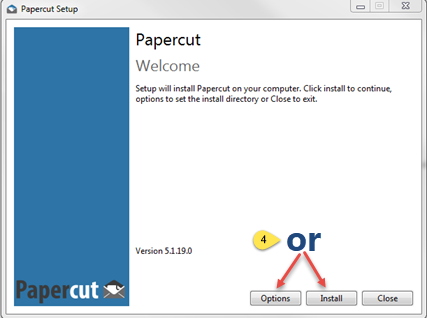 Papercut Setup
Papercut
Welcome
Setup will install Papercut on your computer. Click install to continue,
options to set the install directory or Close to exit.
4 or
Version 5.1.19.0
Papercut
Options Install Close